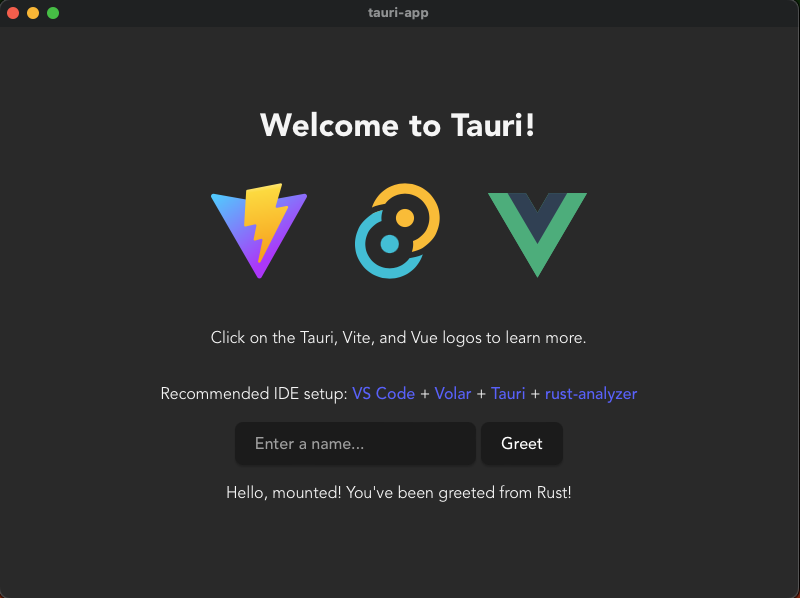 tauri-app
Welcome to Tauri!
Click on the Tauri, Vite, and Vue logos to learn more.
Recommended IDE setup: VS Code + Volar + Tauri + rust-analyzer
Enter a name... Greet
Hello, mounted! You've been greeted from Rust!